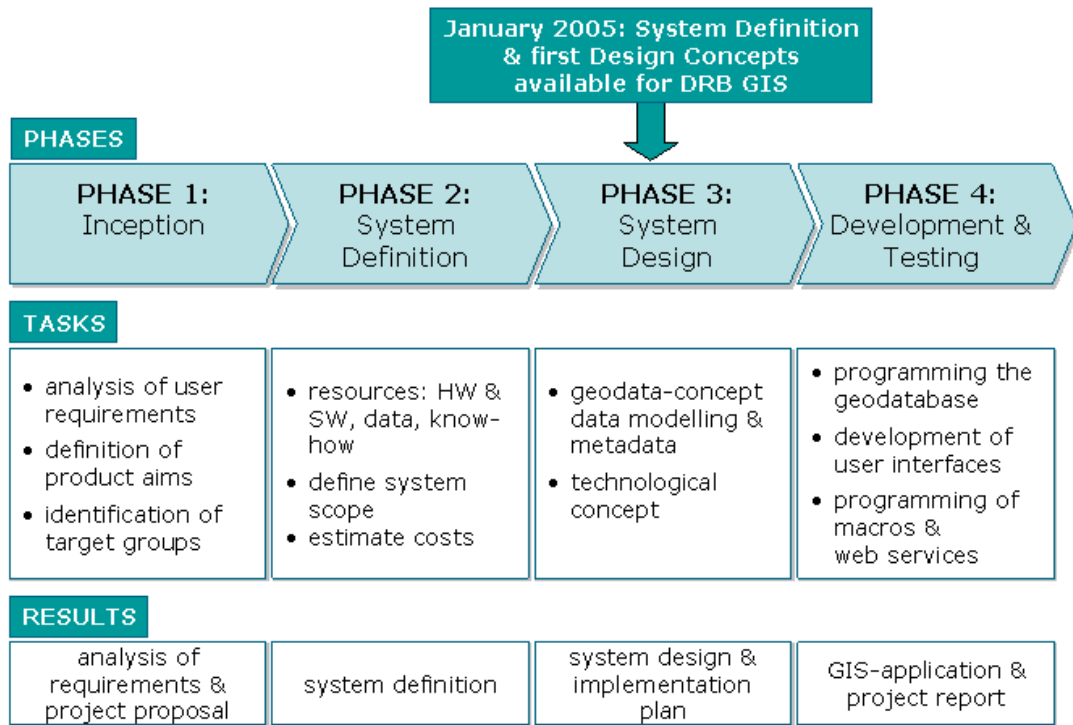 January 2005: System Definition
& first Design Concepts
available for DRB GIS
PHASES
PHASE 1:
Inception
PHASE 2:
System
Definition
PHASE 3:
System
Design
PHASE 4:
Development &
Testing
TASKS
• analysis of user
requirements
• definition of
product aims
• identification of
target groups
• resources: HW &
SW, data, know-
how
• define system
scope
• estimate costs
• geodata-concept
data modelling &
metadata
• technological
concept
• programming the
geodatabase
• development of
user interfaces
• programming of
macros &
web services
RESULTS
analysis of
requirements &
project proposal
system definition
system design &
implementation
plan
GIS-application &
project report